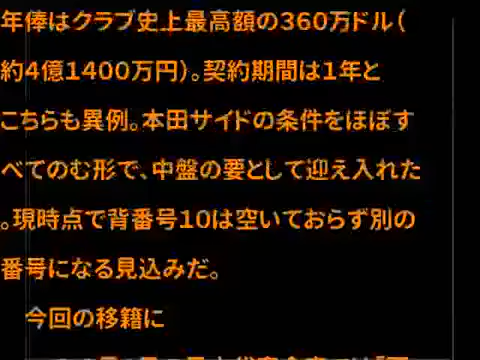 年俸はクラブ史上最高額の360万ドル(
約4億1400万円)。契約期間は1年と
こちらも異例。本田サイドの条件をほぼす
べてのむ形で、中盤の要として迎え入れた
。現時点で背番号10は空いておらず別の
番号になる見込みだ。
今回の移籍に